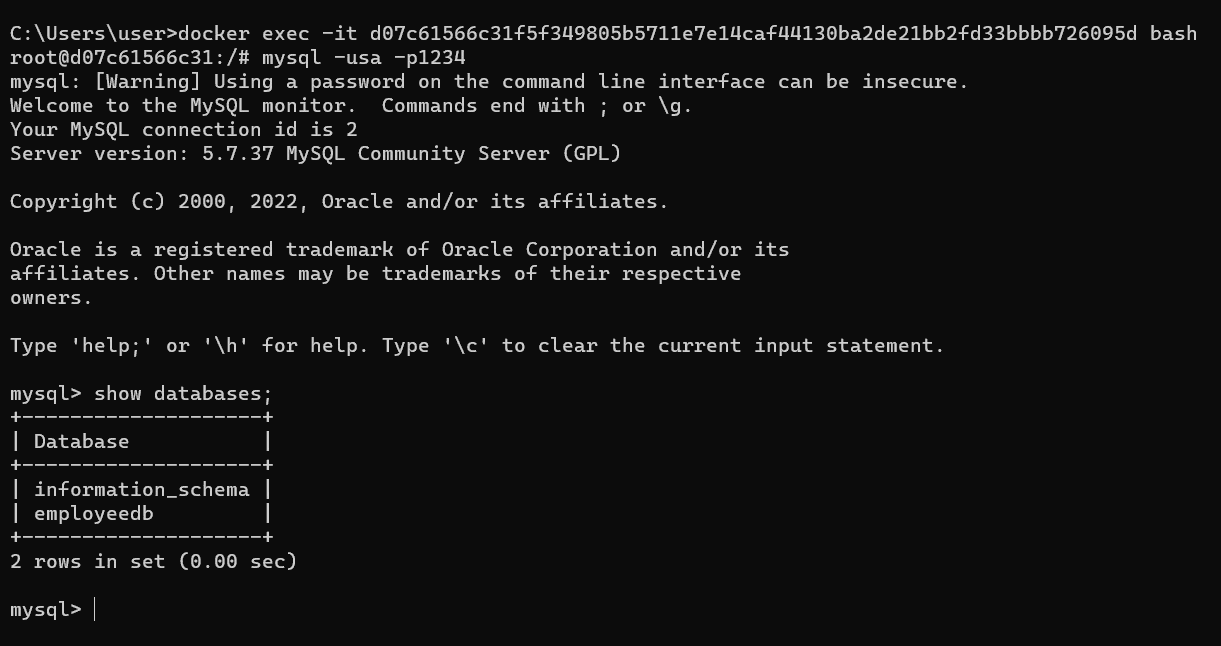 C:\Users\user>docker exec -it d07c61566c31f5f349805b5711e7e14caf44130ba2de21bb2fd33bbbb726095d bash
root@d07c61566c31:/# mysql -usa -p1234
mysql: [Warning] Using a password on the command line interface can be insecure.
Welcome to the MySQL monitor.  Commands end with ; or \g.
Your MySQL connection id is 2
Server version: 5.7.37 MySQL Community Server (GPL)

Copyright (c) 2000, 2022, Oracle and/or its affiliates.

Oracle is a registered trademark of Oracle Corporation and/or its
affiliates. Other names may be trademarks of their respective
owners.

Type 'help;' or '\h' for help. Type '\c' to clear the current input statement.

mysql> show databases;
+--------------------+
| Database           |
+--------------------+
| information_schema |
| employeedb         |
+--------------------+
2 rows in set (0.00 sec)

mysql>